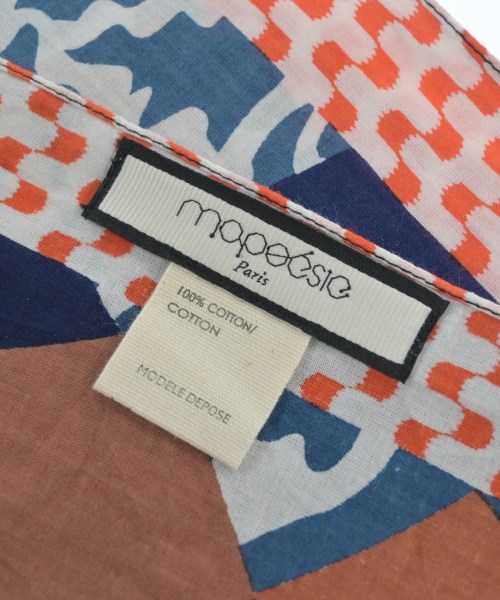 mapoésie
Paris
100% COTTON/
COTTON
MODELE DEPOSE